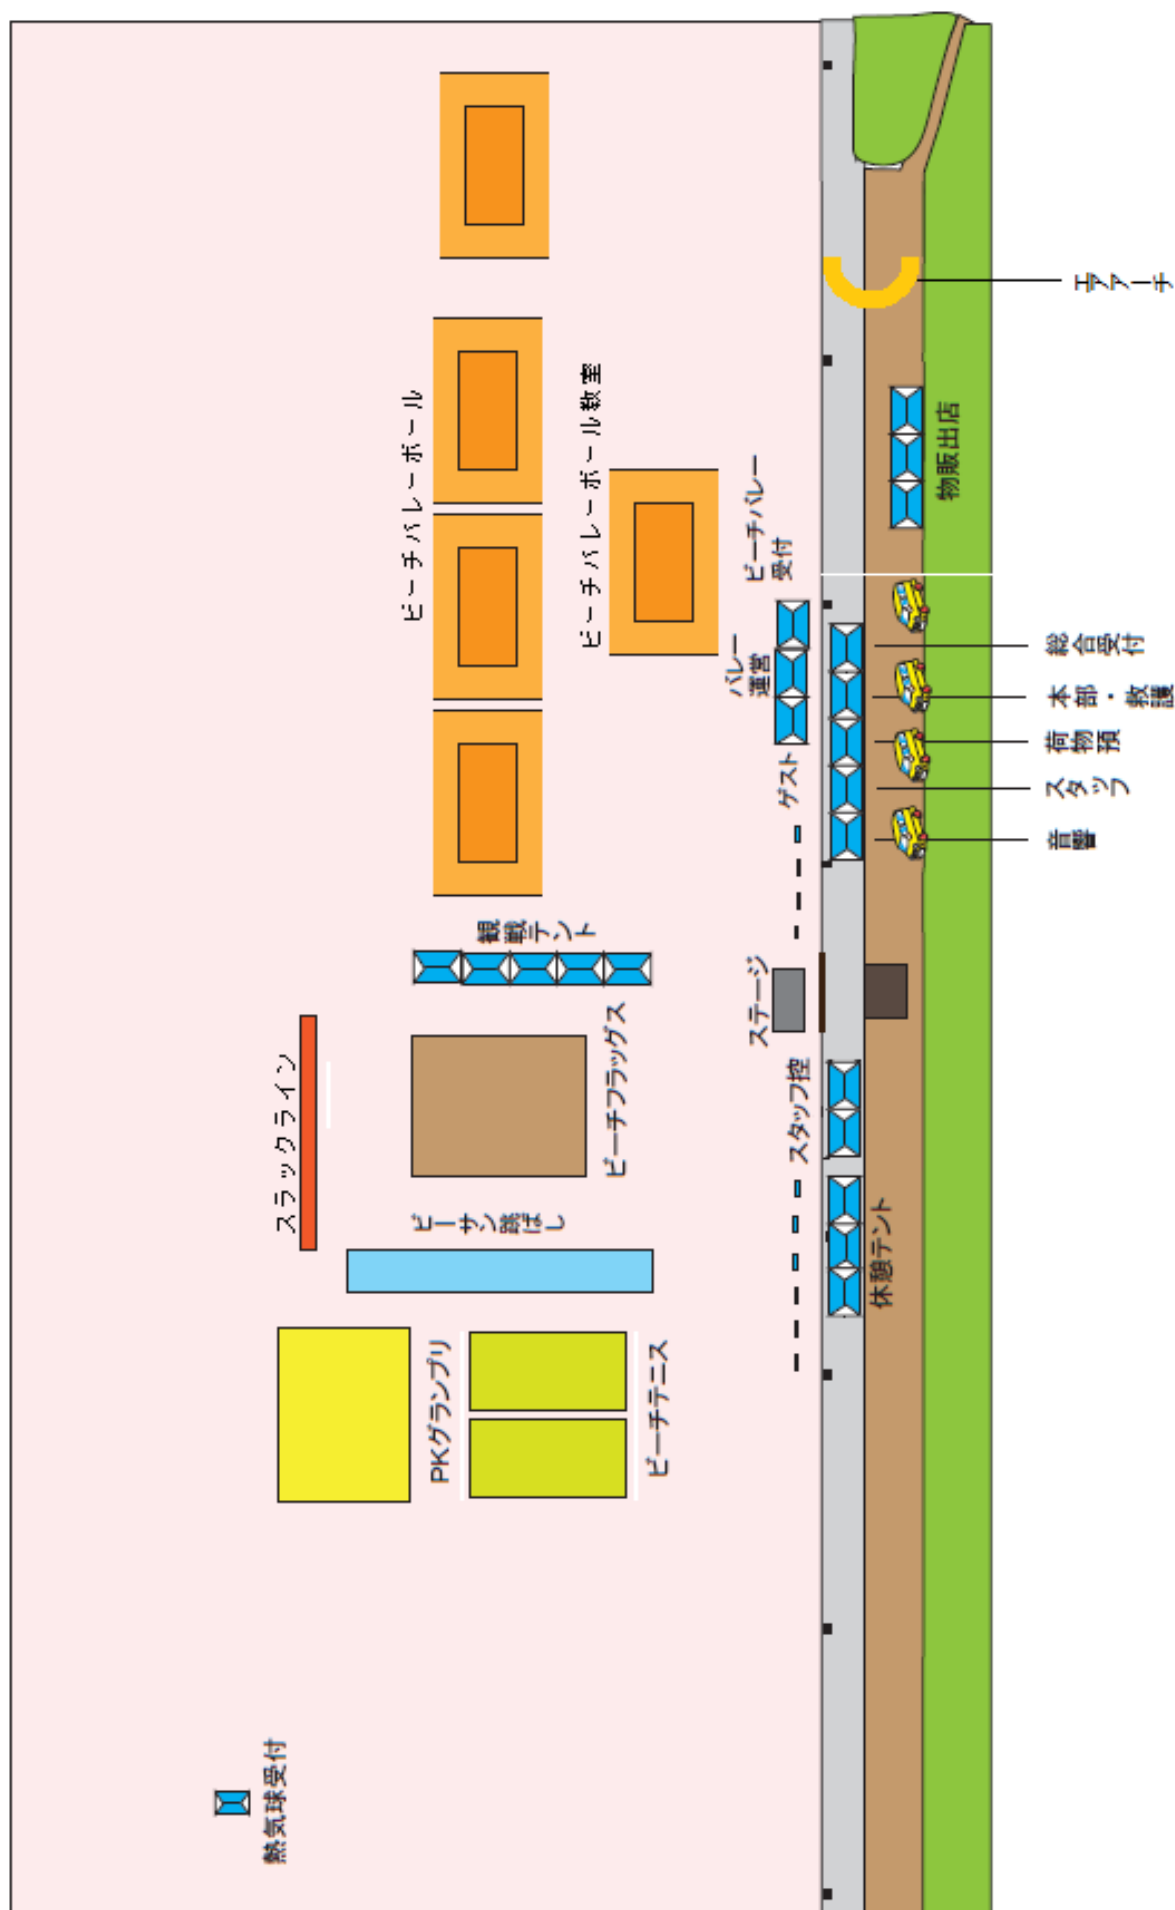 熱気球受付
スラックライン
ビーチバレーボール
PKグランプリ
ビーサン跳ばし
観戦テント
ビーチバレーボール教室
ビーチフラッグス
ビーチテニス
バレー
運営
ビーチバレー
受付
ステージ
ゲスト
スタッフ控
休憩テント
物販出店
音響
スタッフ
荷物預
本部・救護
総合受付
エアアーチ